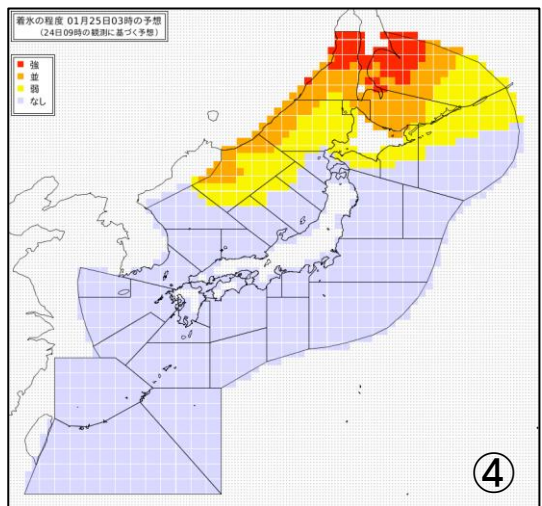 着氷の程度 01月25日03時の予想
(24日09時の観測に基づく予想)
強
並
弱
なし
④